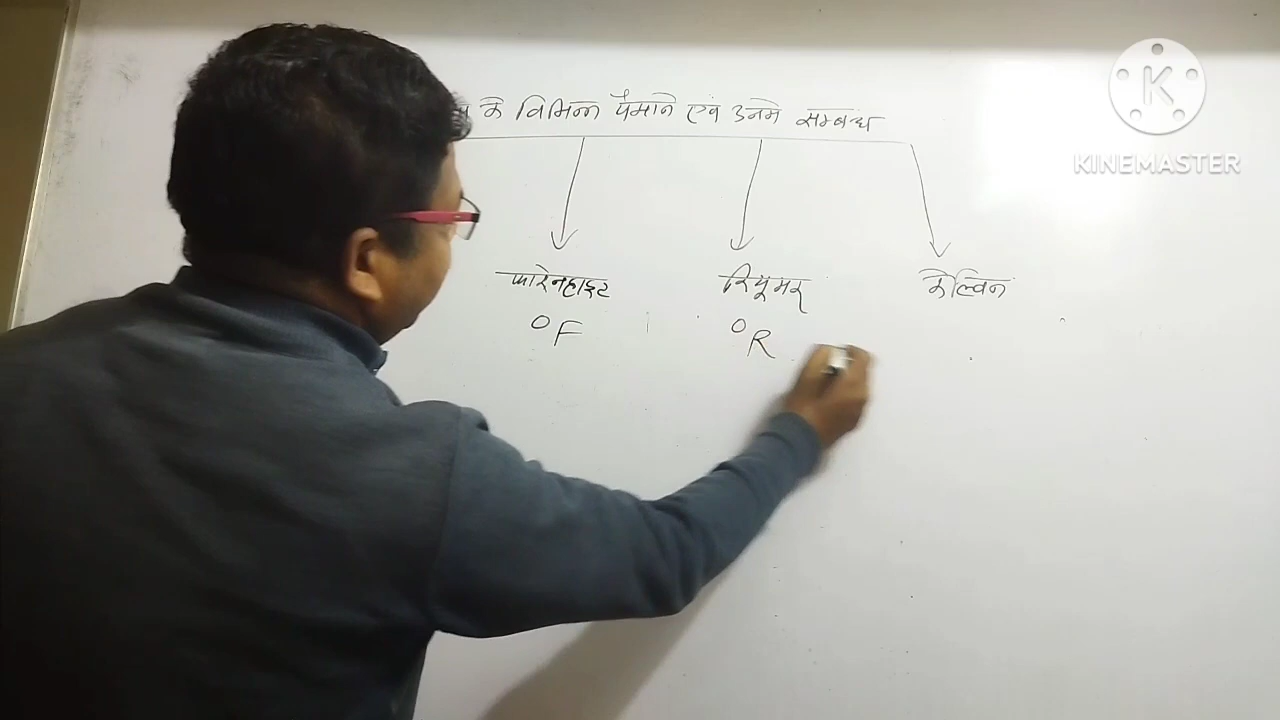 के विभिन्न पैमाने एवं उनमे सम्बन्ध
फारेनहाइट रियूमर कैल्विन
°F °R
K
KINEMASTER